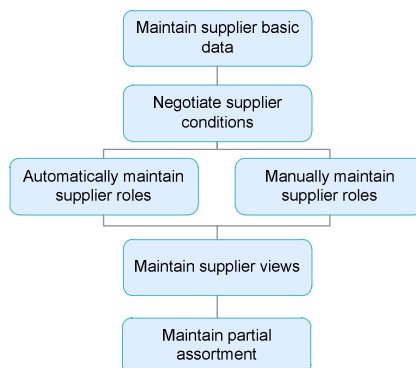 Maintain supplier basic
data
Negotiate supplier
conditions
Automatically maintain
supplier roles
Manually maintain
supplier roles
Maintain supplier views
Maintain partial
assortment